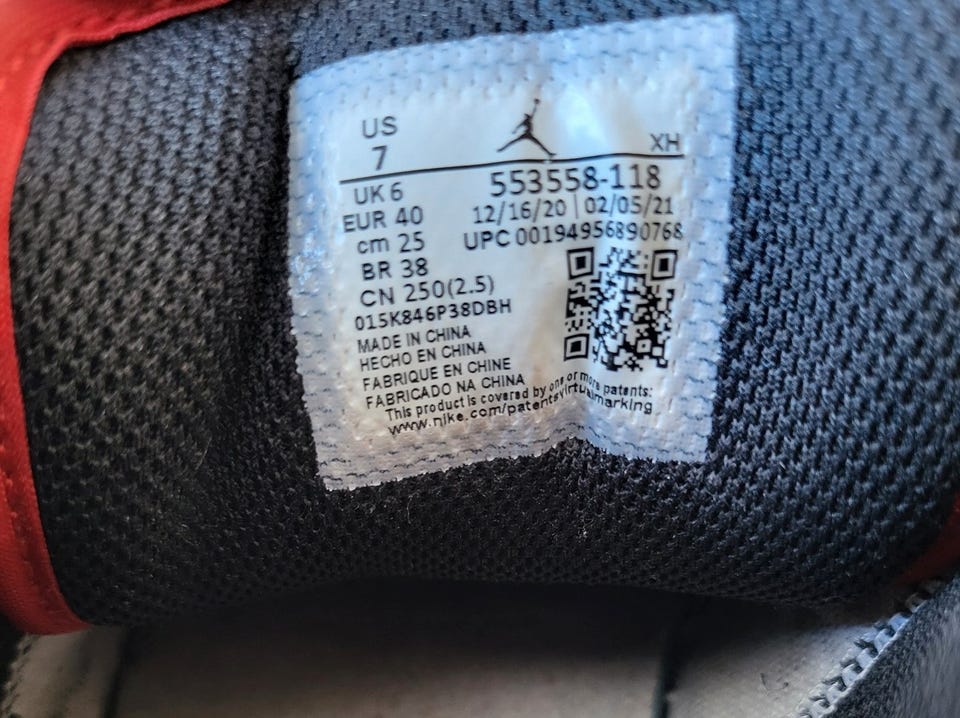 US
7
XH
UK 6
553558-118
EUR 40
12/16/20 | 02/05/21
cm 25
UPC 00194956890768
BR 38
CN 250(2.5)
015K846P38DBH
MADE IN CHINA
HECHO EN CHINA
FABRIQUE EN CHINE
FABRICADO NA CHINA
This product is covered by one or more patents:
www.nike.com/patentsvirtualmarking